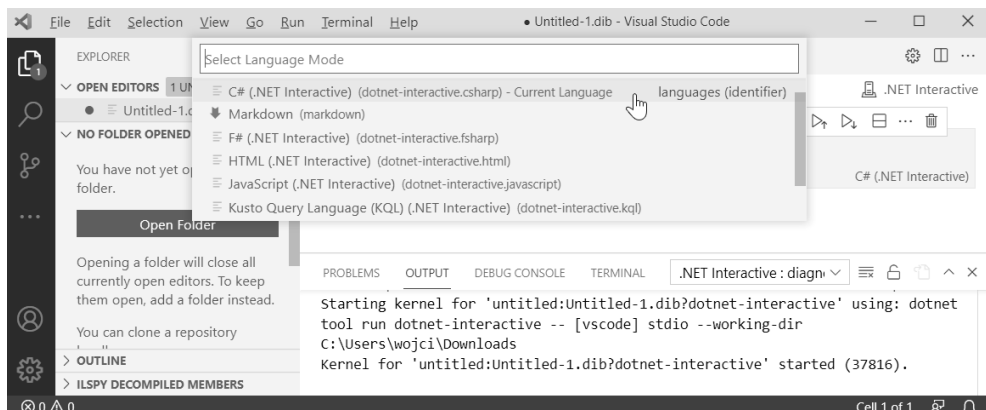 File Edit Selection View Go Run Terminal Help ● Untitled-1.dib - Visual Studio Code
Select Language Mode
C# (.NET Interactive) (dotnet-interactive.csharp) - Current Language languages (identifier)
Markdown (markdown)
F# (.NET Interactive) (dotnet-interactive.fsharp)
HTML (.NET Interactive) (dotnet-interactive.html)
JavaScript (.NET Interactive) (dotnet-interactive.javascript)
Kusto Query Language (KQL) (.NET Interactive) (dotnet-interactive.kql)
1
EXPLORER
OPEN EDITORS 1 UN
● Untitled-1.d
NO FOLDER OPENED
You have not yet op
folder.
Open Folder
Opening a folder will close all
currently open editors. To keep
them open, add a folder instead.
You can clone a repository
OUTLINE
ILSPY DECOMPILED MEMBERS
.NET Interactive
C# (.NET Interactive)
PROBLEMS OUTPUT DEBUG CONSOLE TERMINAL .NET Interactive : diagn
Starting kernel for 'untitled:Untitled-1.dib?dotnet-interactive' using: dotnet
tool run dotnet-interactive -- [vscode] stdio --working-dir
C:\Users\wojci\Downloads
Kernel for 'untitled:Untitled-1.dib?dotnet-interactive' started (37816).
0 0 Cell 1 of 1